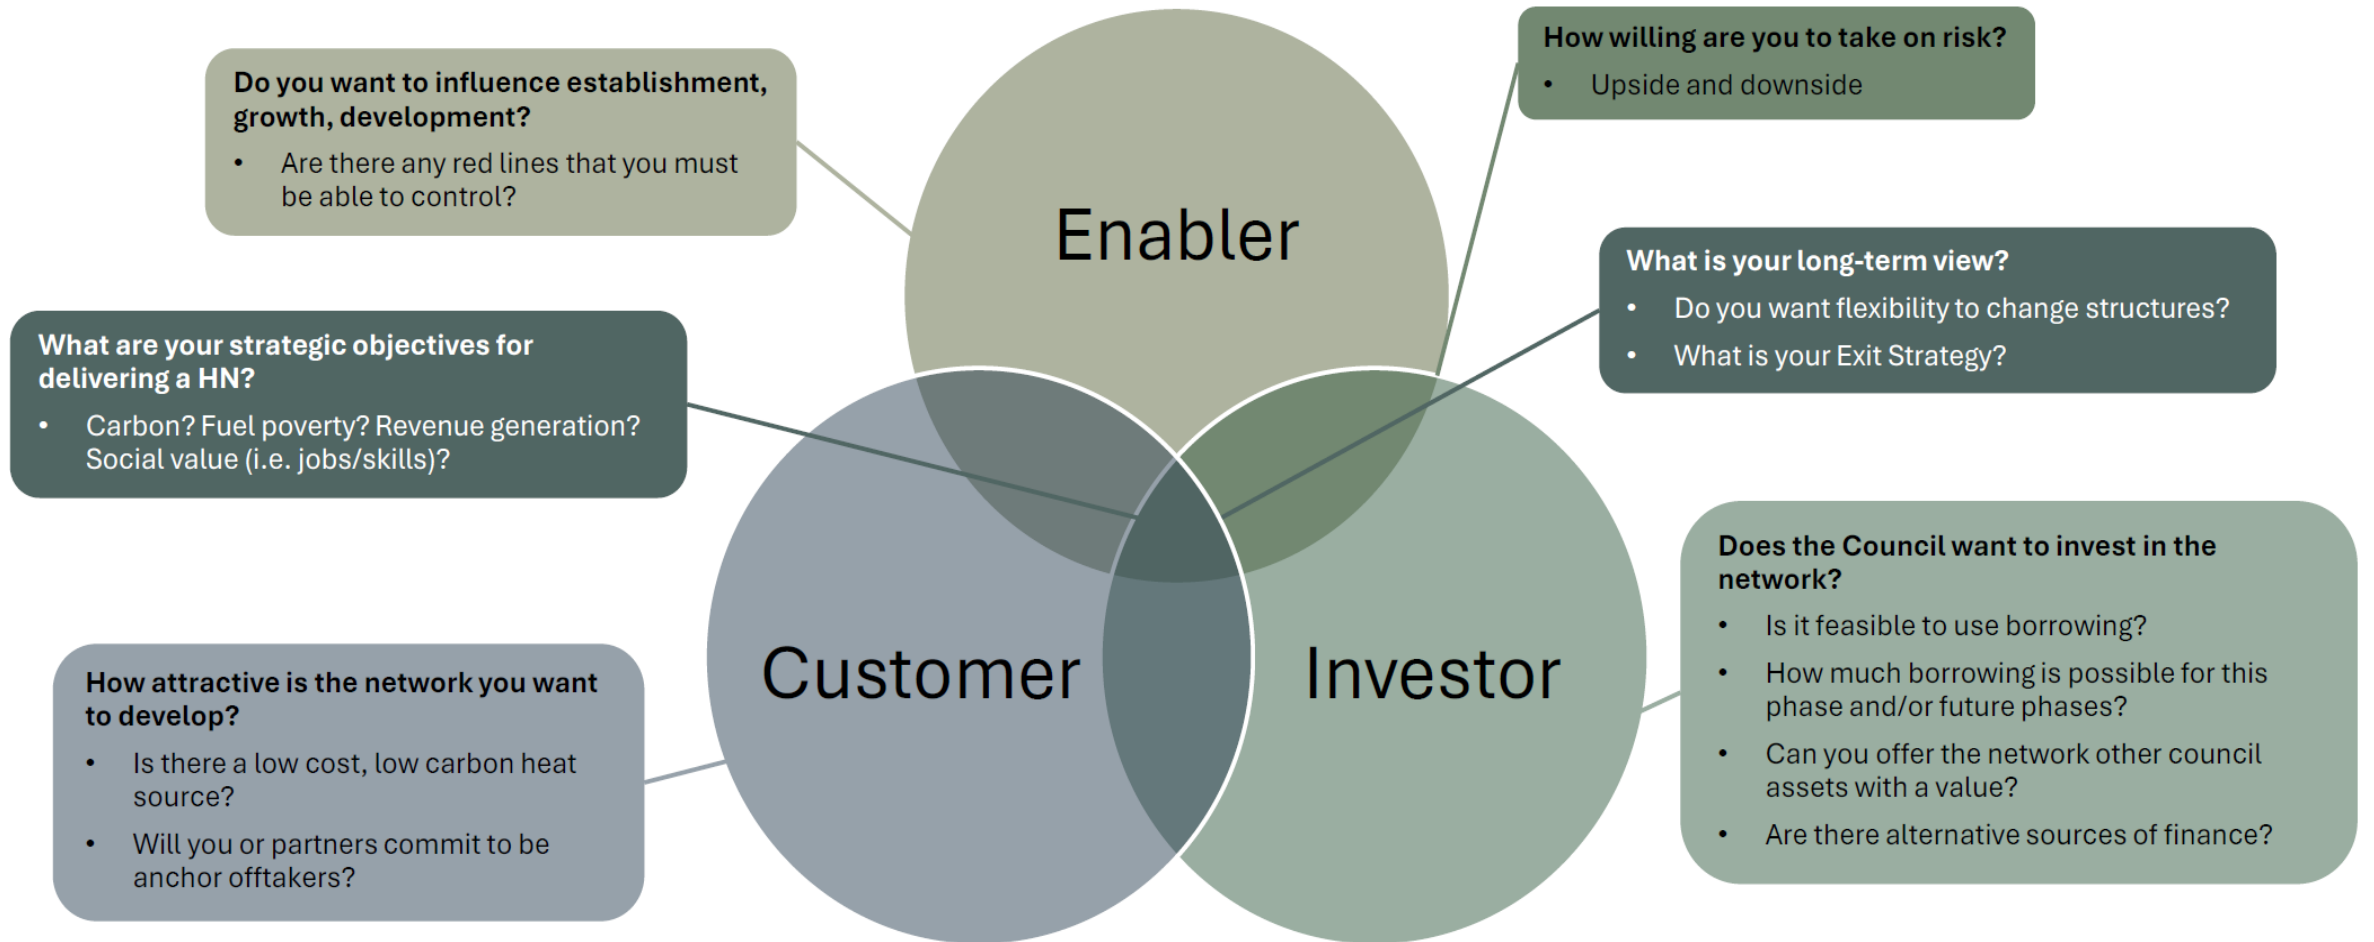 Do you want to influence establishment,
growth, development?
• Are there any red lines that you must
be able to control?
How willing are you to take on risk?
• Upside and downside
Enabler
What is your long-term view?
• Do you want flexibility to change structures?
• What is your Exit Strategy?
What are your strategic objectives for
delivering a HN?
• Carbon? Fuel poverty? Revenue generation?
Social value (i.e. jobs/skills)?
Customer
Investor
How attractive is the network you want
to develop?
• Is there a low cost, low carbon heat
source?
• Will you or partners commit to be
anchor offtakers?
Does the Council want to invest in the
network?
• Is it feasible to use borrowing?
• How much borrowing is possible for this
phase and/or future phases?
• Can you offer the network other council
assets with a value?
• Are there alternative sources of finance?